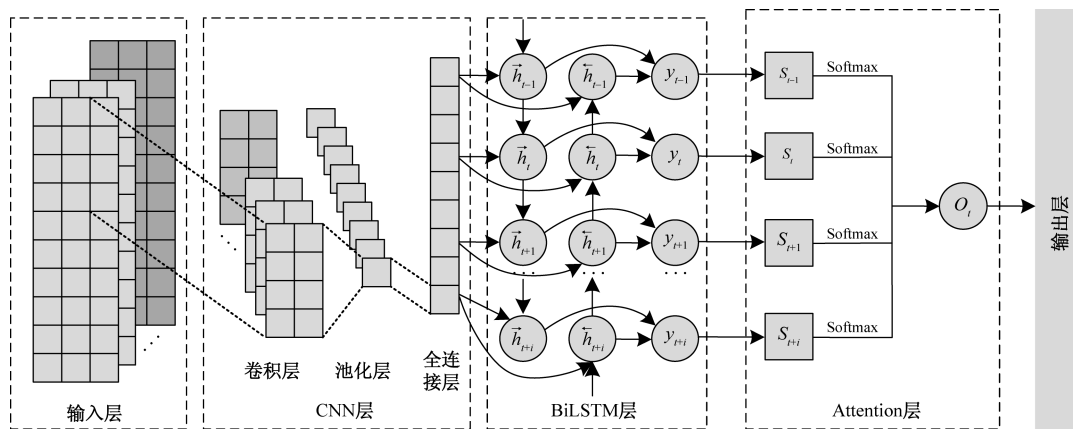 输入层
卷积层
池化层
全连
接层
CNN层
h⃗ₜ₋₁
h⃖ₜ₋₁
yₜ₋₁
h⃗ₜ
h⃖ₜ
yₜ
h⃗ₜ₊₁
h⃖ₜ₊₁
yₜ₊₁
h⃗ₜ₊ᵢ
h⃖ₜ₊ᵢ
yₜ₊ᵢ
BiLSTM层
Sₜ₋₁
Softmax
Sₜ
Softmax
Sₜ₊₁
Softmax
Sₜ₊ᵢ
Softmax
Oₜ
Attention层
输出层